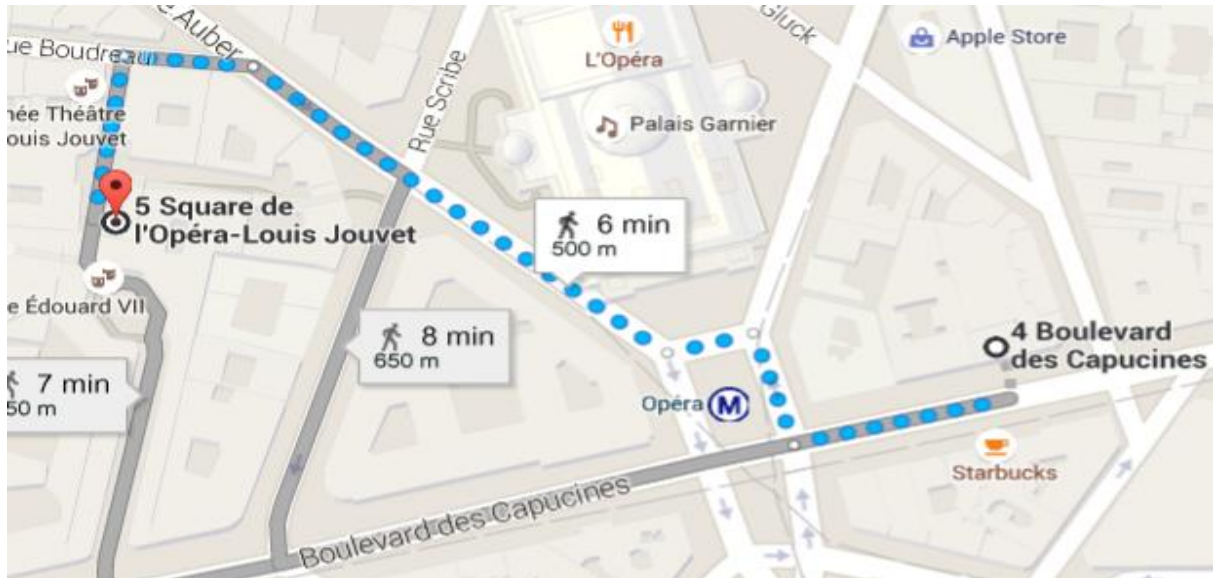 e Auber
ue Boudreau
née Théâtre
ouis Jouvet
Rue Scribe
L'Opéra
Palais Garnier
Gluck
Apple Store
5 Square de
l'Opéra-Louis Jouvet
6 min
500 m
e Édouard VII
8 min
650 m
7 min
50 m
4 Boulevard
des Capucines
Opéra M
Starbucks
Boulevard des Capucines